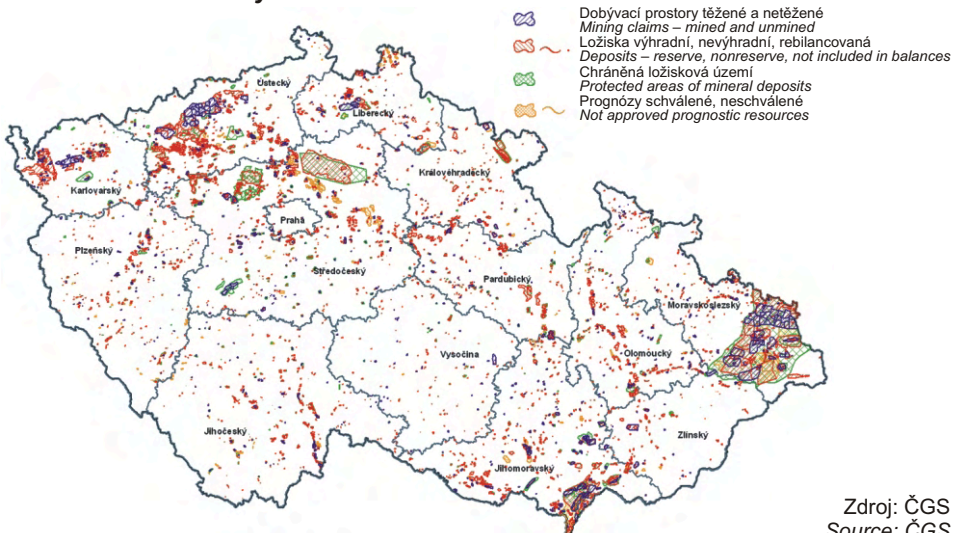 Dobývací prostory těžené a netěžené
Mining claims – mined and unmined
Ložiska výhradní, nevýhradní, rebilancovaná
Deposits – reserve, nonreserve, not included in balances
Chráněná ložisková území
Protected areas of mineral deposits
Prognózy schválené, neschválené
Not approved prognostic resources
Ústecký
Liberecký
Královéhradecký
Karlovarský
Praha
Plzeňský
Středočeský
Pardubický
Moravskoslezský
Vysočina
Olomoucký
Jihočeský
Zlínský
Jihomoravský
Zdroj: ČGS
Source: ČGS